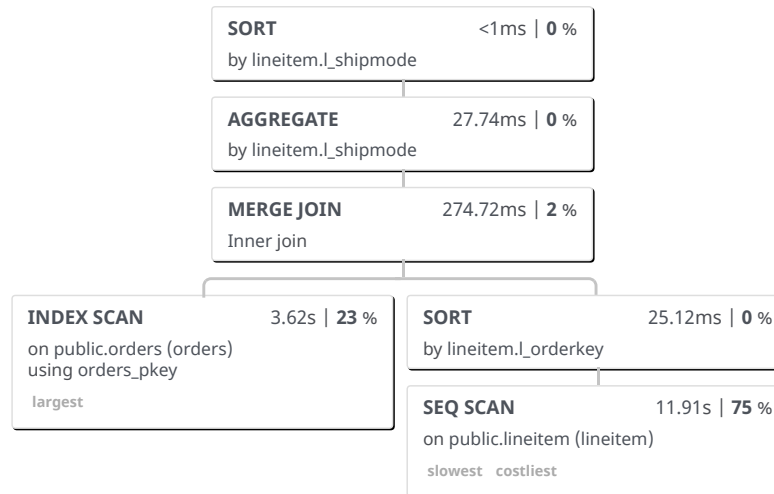 SORT <1ms | 0 %
by lineitem.l_shipmode
AGGREGATE 27.74ms | 0 %
by lineitem.l_shipmode
MERGE JOIN 274.72ms | 2 %
Inner join
INDEX SCAN 3.62s | 23 %
on public.orders (orders)
using orders_pkey
largest
SORT 25.12ms | 0 %
by lineitem.l_orderkey
SEQ SCAN 11.91s | 75 %
on public.lineitem (lineitem)
slowest costliest